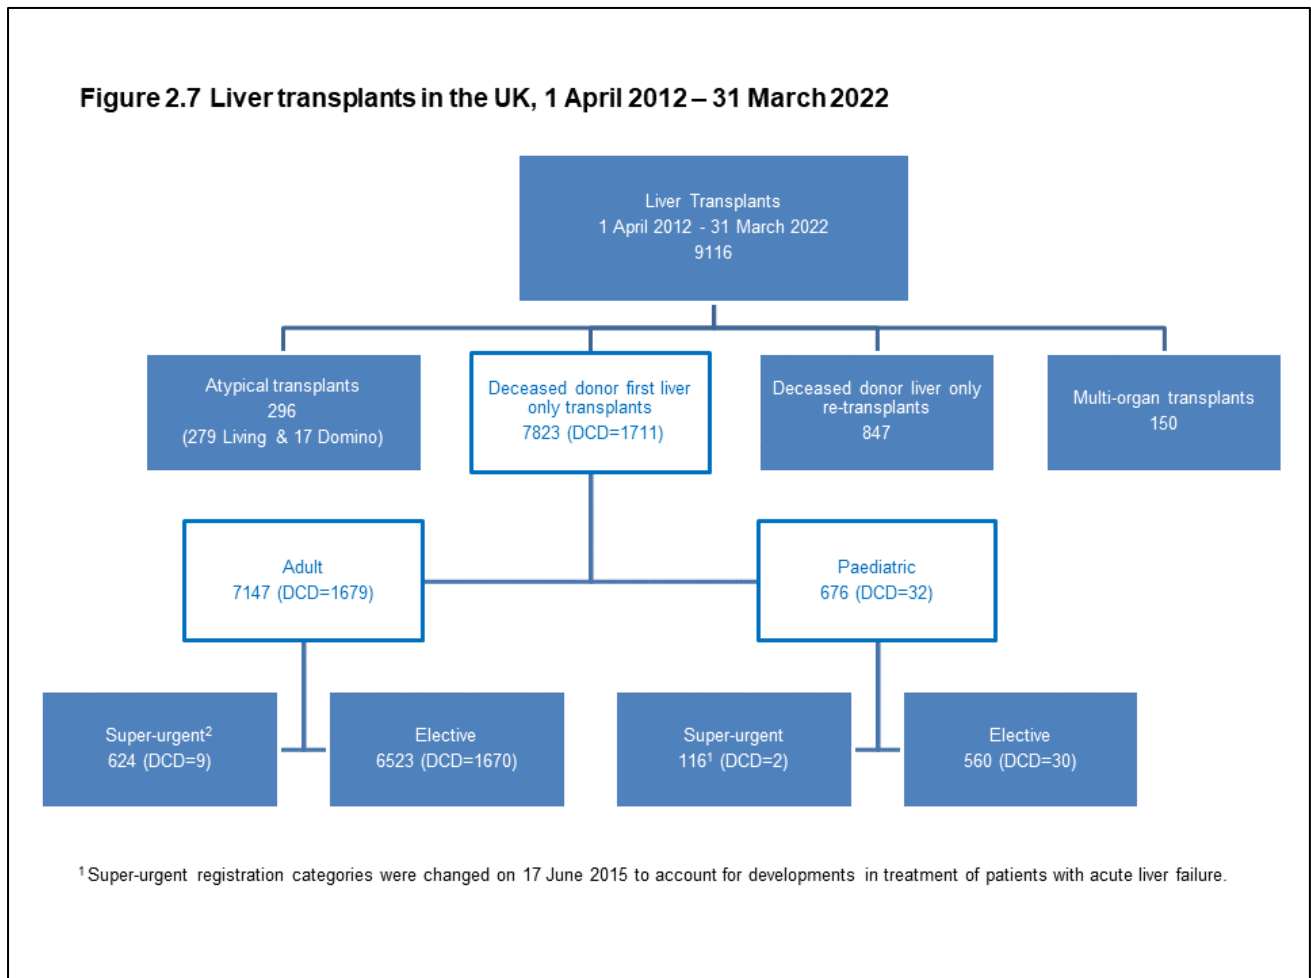 Figure 2.7 Liver transplants in the UK, 1 April 2012 – 31 March 2022
Liver Transplants
1 April 2012 - 31 March 2022
9116
Atypical transplants
296
(279 Living & 17 Domino)
Deceased donor first liver
only transplants
7823 (DCD=1711)
Deceased donor liver only
re-transplants
847
Multi-organ transplants
150
Adult
7147 (DCD=1679)
Paediatric
676 (DCD=32)
Super-urgent²
624 (DCD=9)
Elective
6523 (DCD=1670)
Super-urgent
116¹ (DCD=2)
Elective
560 (DCD=30)
¹ Super-urgent registration categories were changed on 17 June 2015 to account for developments in treatment of patients with acute liver failure.